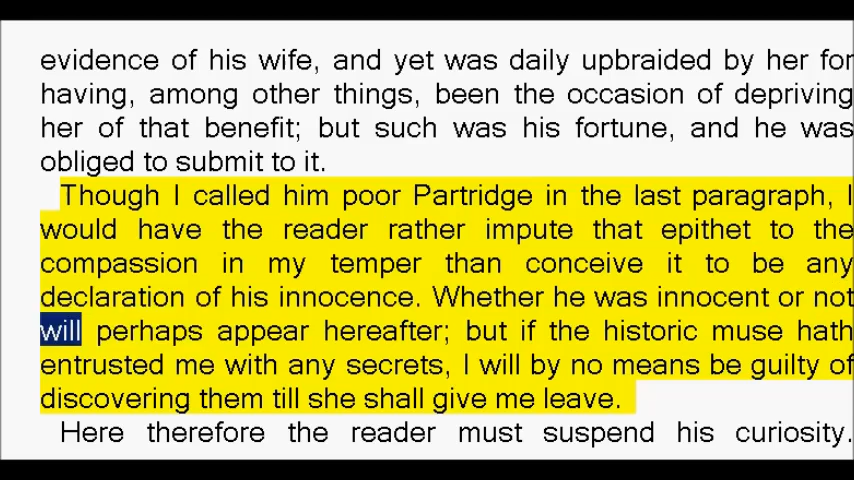 evidence of his wife, and yet was daily upbraided by her for
having, among other things, been the occasion of depriving
her of that benefit; but such was his fortune, and he was
obliged to submit to it.
Though I called him poor Partridge in the last paragraph, I
would have the reader rather impute that epithet to the
compassion in my temper than conceive it to be any
declaration of his innocence. Whether he was innocent or not
will perhaps appear hereafter; but if the historic muse hath
entrusted me with any secrets, I will by no means be guilty of
discovering them till she shall give me leave.
Here therefore the reader must suspend his curiosity.